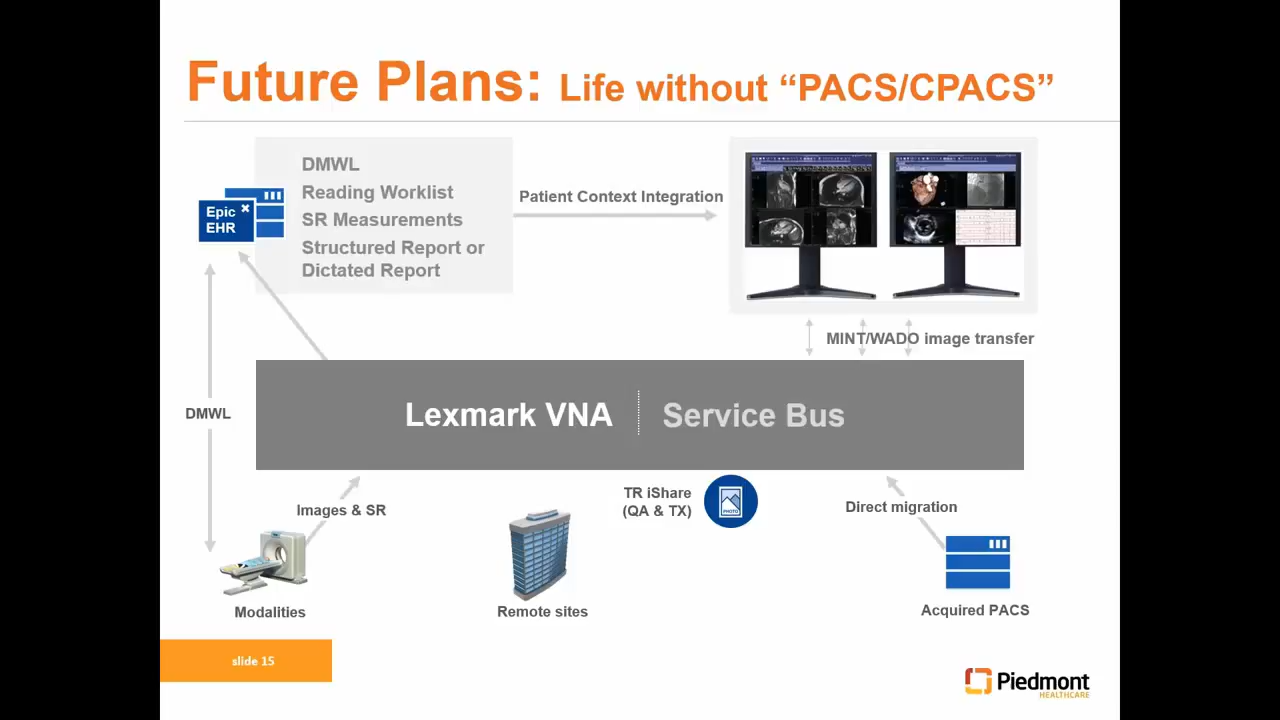 Future Plans: Life without “PACS/CPACS”
DMWL
Reading Worklist
SR Measurements
Structured Report or
Dictated Report
Epic
EHR
Patient Context Integration
MINT/WADO image transfer
DMWL
Lexmark VNA
Service Bus
Images & SR
TR iShare
(QA & TX)
PHOTO
Direct migration
Modalities
Remote sites
Acquired PACS
slide 15
Piedmont
HEALTHCARE